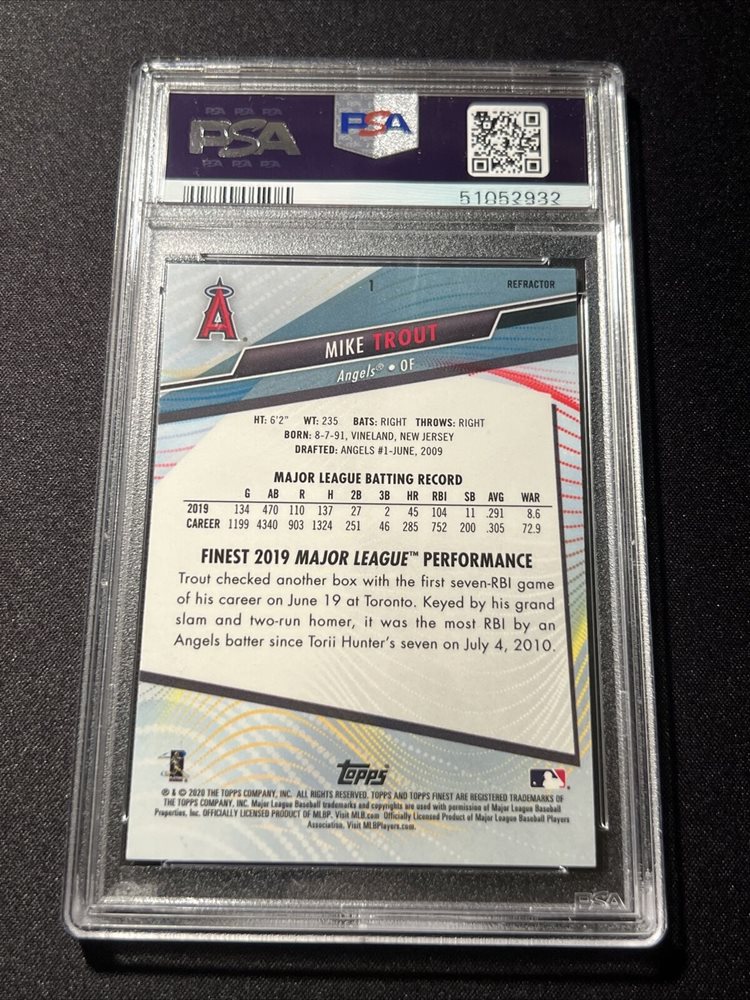 PSA PSA PSA
PSA
PSA PSA PSA
PSA
51053932
A
1
REFRACTOR
MIKE TROUT
Angels® • OF
HT: 6'2" WT: 235 BATS: RIGHT THROWS: RIGHT
BORN: 8-7-91, VINELAND, NEW JERSEY
DRAFTED: ANGELS #1-JUNE, 2009
MAJOR LEAGUE BATTING RECORD
G AB R H 2B 3B HR RBI SB AVG WAR
2019 134 470 110 137 27 2 45 104 11 .291 8.6
CAREER 1199 4340 903 1324 251 46 285 752 200 .305 72.9
FINEST 2019 MAJOR LEAGUE™ PERFORMANCE
Trout checked another box with the first seven-RBI game
of his career on June 19 at Toronto. Keyed by his grand
slam and two-run homer, it was the most RBI by an
Angels batter since Torii Hunter's seven on July 4, 2010.
topps
® & © 2020 THE TOPPS COMPANY, INC. ALL RIGHTS RESERVED. TOPPS AND TOPPS FINEST ARE REGISTERED TRADEMARKS OF
THE TOPPS COMPANY, INC. Major League Baseball trademarks and copyrights are used with permission of Major League Baseball
Properties, Inc. OFFICIALLY LICENSED PRODUCT OF MLBP. Visit MLB.com Officially Licensed Product of Major League Baseball Players
Association. Visit MLBPlayers.com.
PSA